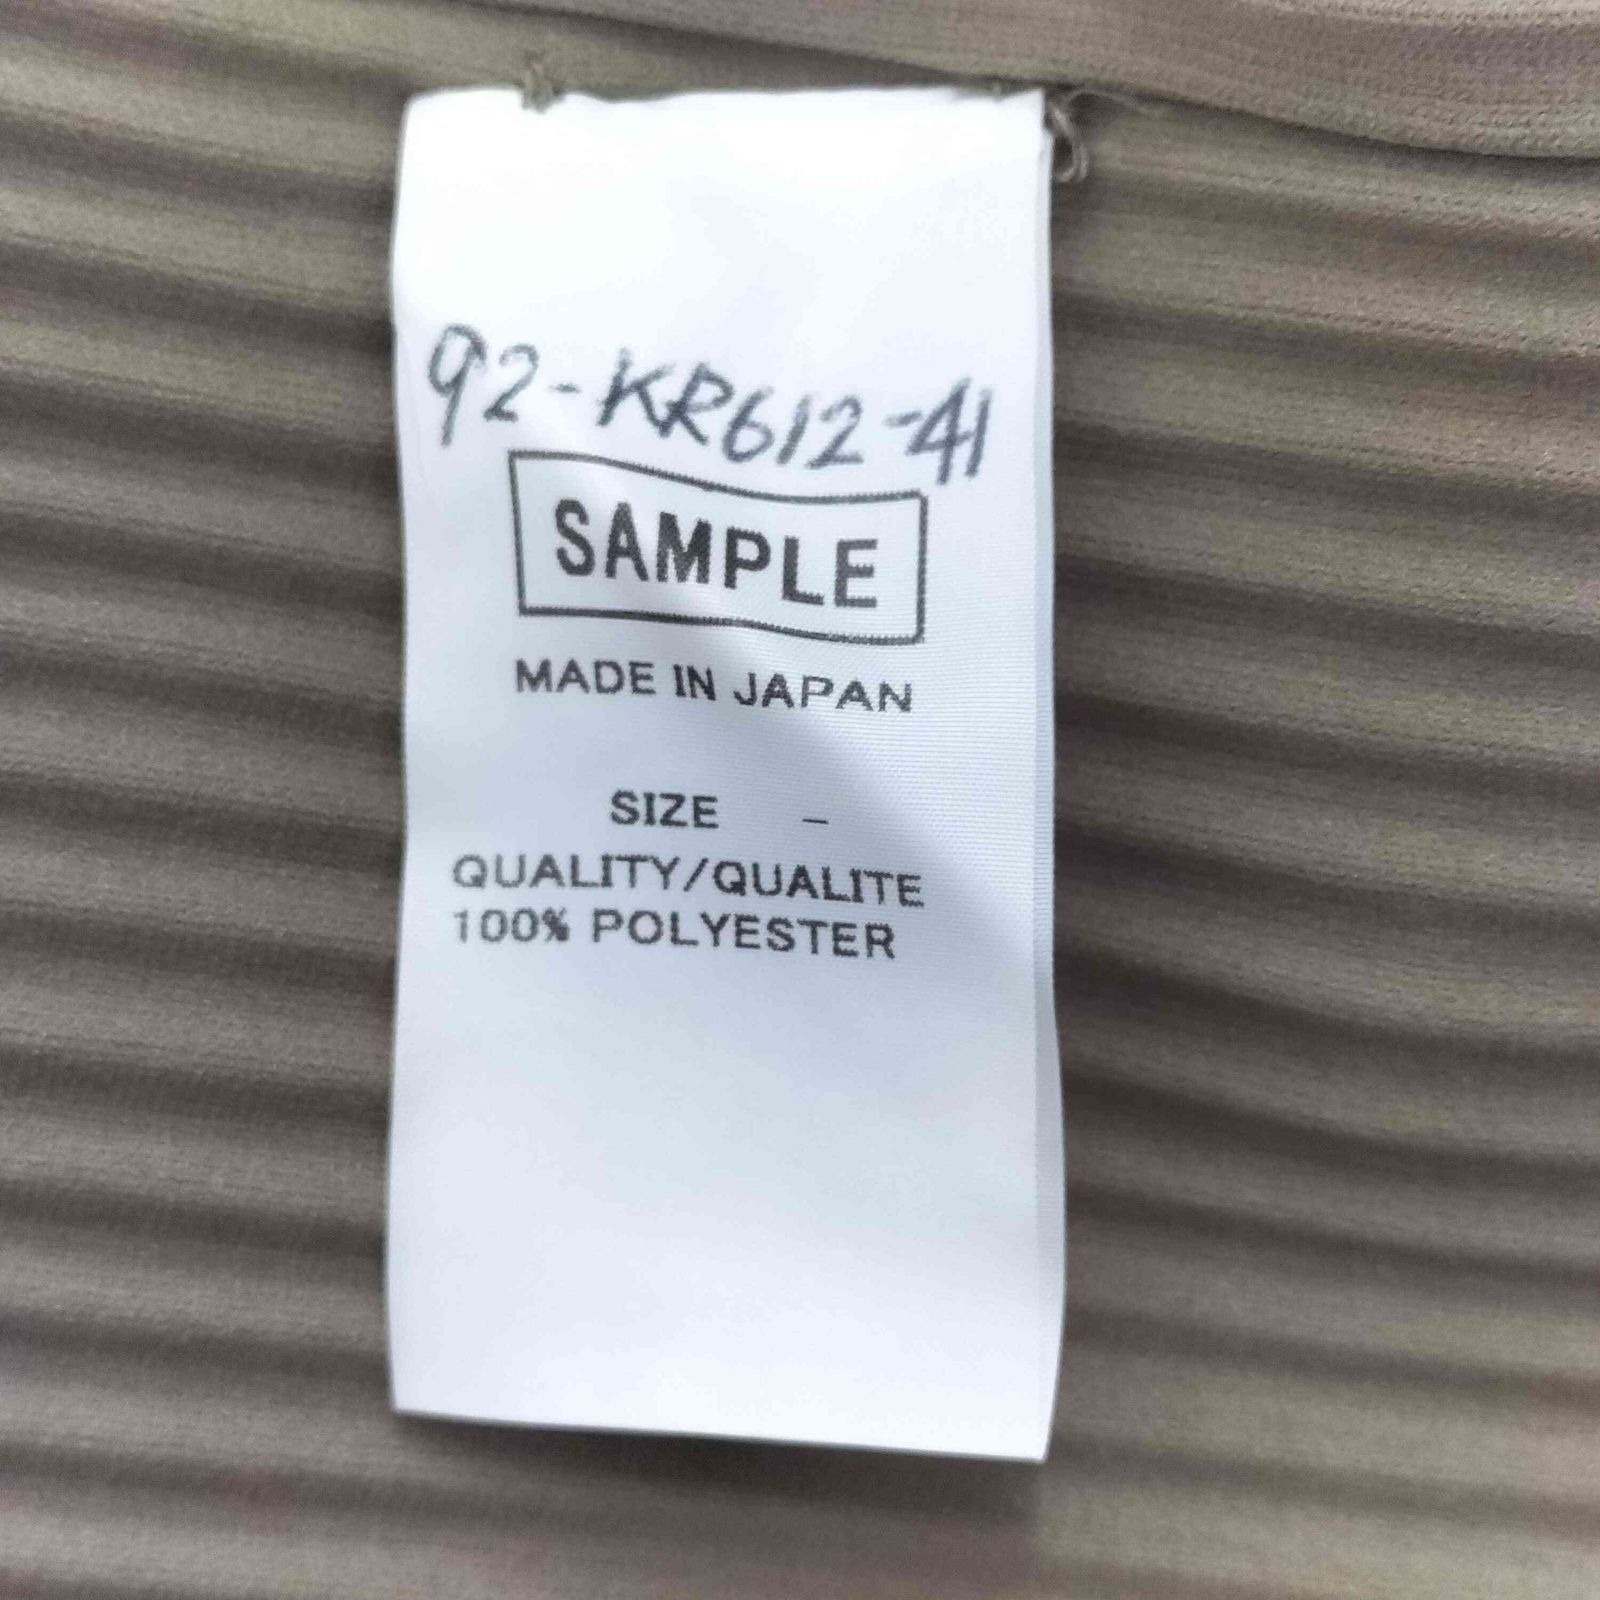 92-KR612-41
SAMPLE
MADE IN JAPAN
SIZE –
QUALITY/QUALITE
100% POLYESTER